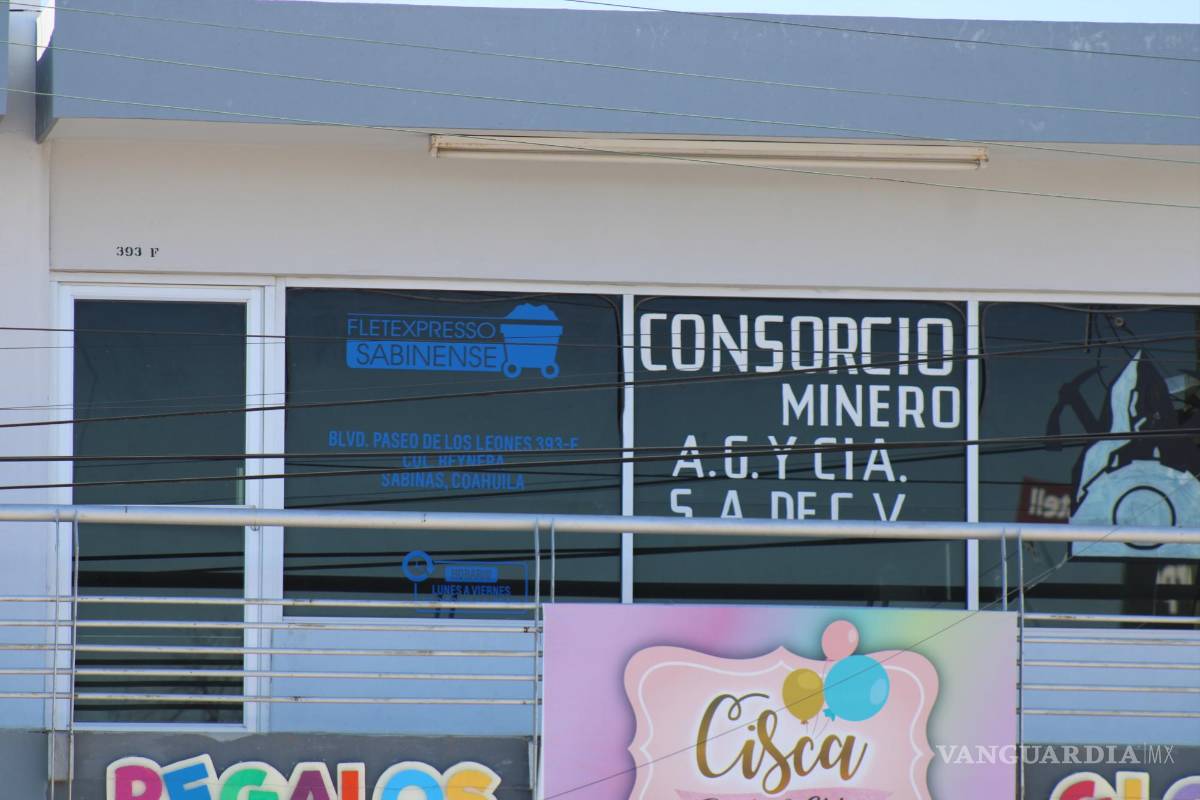 393 F
FLETEXPRESSO
SABINENSE
BLVD. PASEO DE LOS LEONES 393-F
COL. REYNERA
SABINAS, COAHUILA
HORARIO
LUNES A VIERNES
CONSORCIO
MINERO
A.G. Y CIA.
S.A. DE C.V.
Cisca
REGALOS
VANGUARDIA|MX